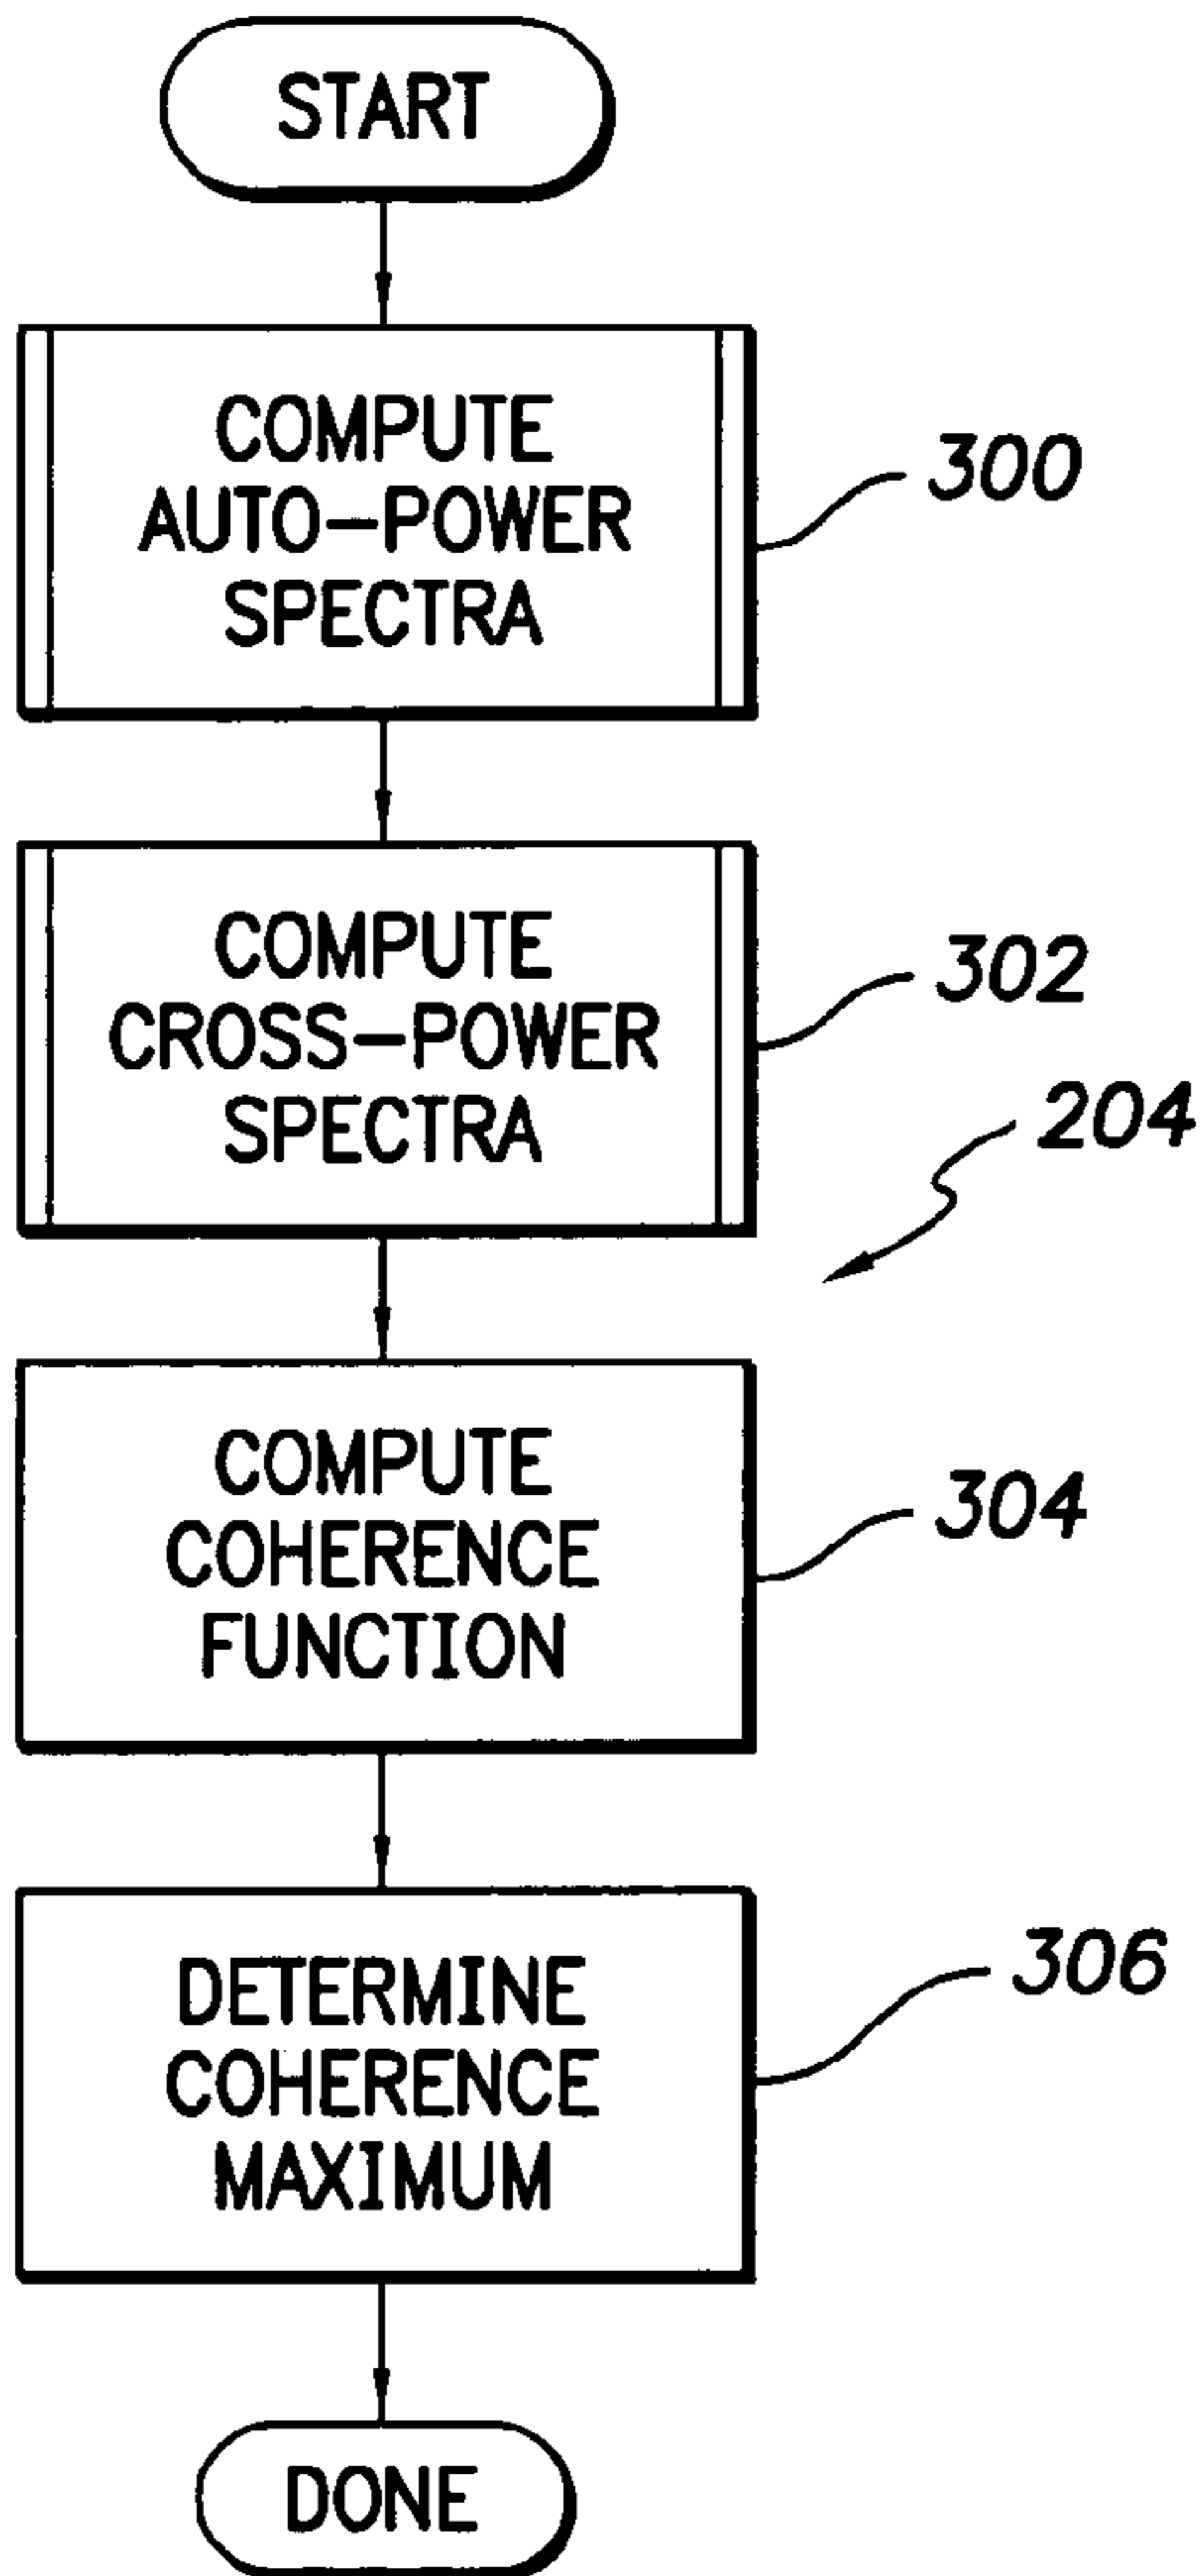 START
COMPUTE
AUTO-POWER
SPECTRA
300
COMPUTE
CROSS-POWER
SPECTRA
302
204
COMPUTE
COHERENCE
FUNCTION
304
DETERMINE
COHERENCE
MAXIMUM
306
DONE